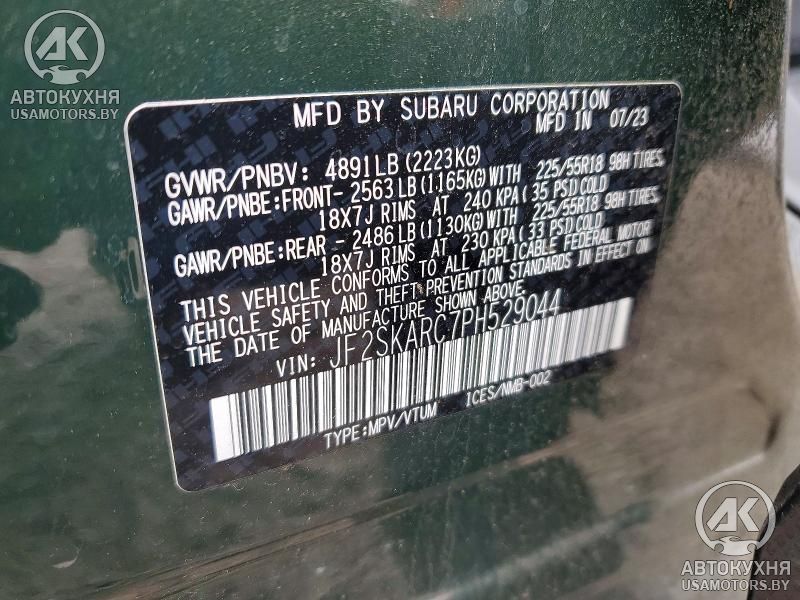 АК
АВТОКУХНЯ
USAMOTORS.BY
MFD BY SUBARU CORPORATION
MFD IN 07/23
GVWR/PNBV: 4891LB(2223KG)
GAWR/PNBE:FRONT-2563LB(1165KG)WITH 225/55R18 98H TIRES,
18X7J RIMS AT 240 KPA(35 PSI)COLD
GAWR/PNBE:REAR -2486LB(1130KG)WITH 225/55R18 98H TIRES,
18X7J RIMS AT 230 KPA(33 PSI)COLD
THIS VEHICLE CONFORMS TO ALL APPLICABLE FEDERAL MOTOR
VEHICLE SAFETY AND THEFT PREVENTION STANDARDS IN EFFECT ON
THE DATE OF MANUFACTURE SHOWN ABOVE.
VIN: JF2SKARC7PH529044
TYPE:MPV/VTUM ICES/NMB-002
АК
АВТОКУХНЯ
USAMOTORS.BY